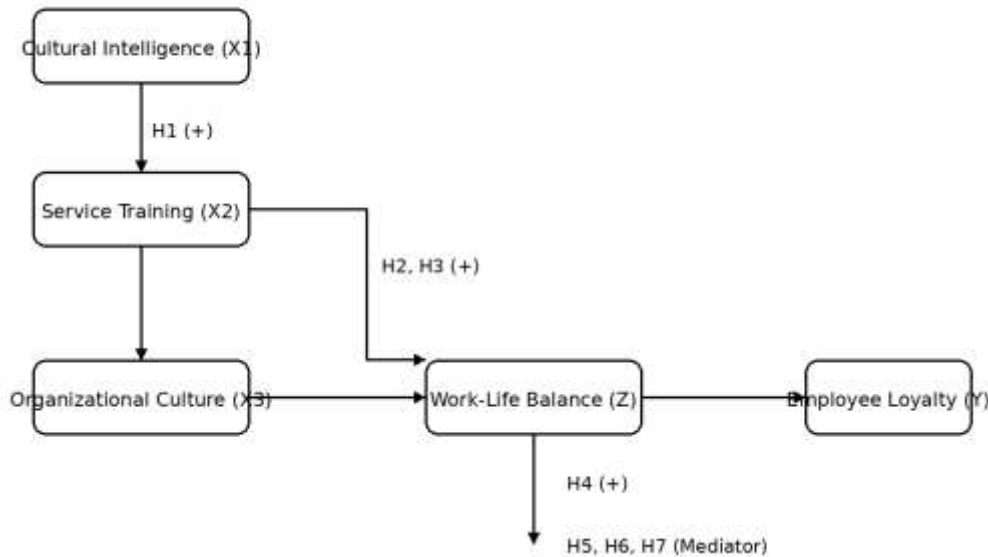 Cultural Intelligence (X1)
H1 (+)
Service Training (X2)
H2, H3 (+)
Organizational Culture (X3)
Work-Life Balance (Z)
Employee Loyalty (Y)
H4 (+)
H5, H6, H7 (Mediator)